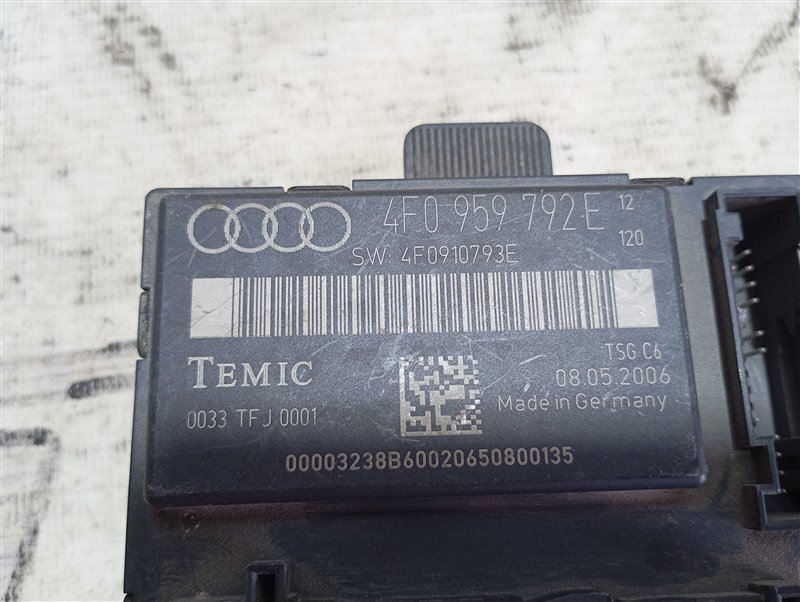 4F0 959 792E 12
120
SW: 4F0910793E
TEMIC
TSG C6
08.05.2006
0033 TFJ 0001
Made in Germany
00003238B60020650800135